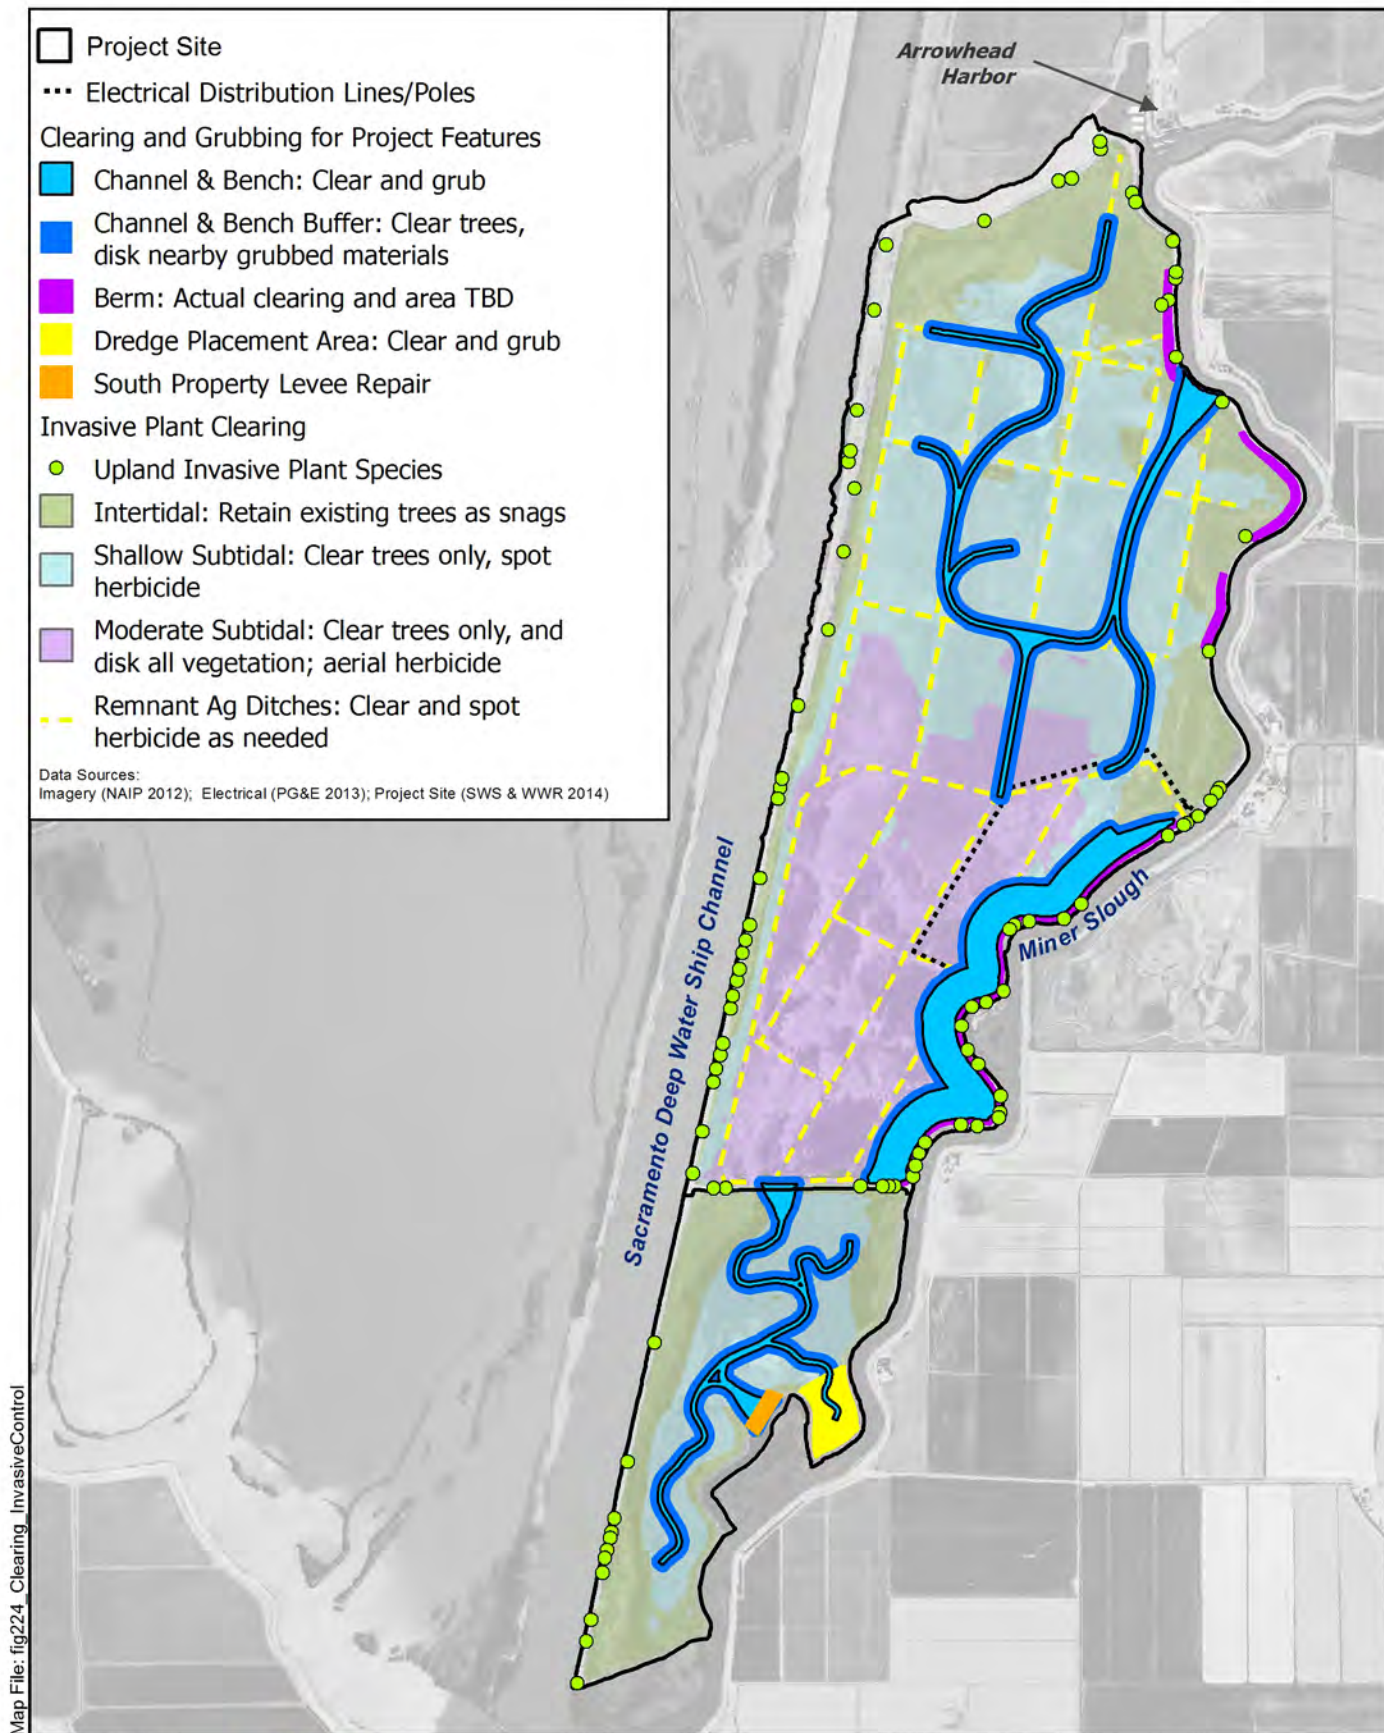 Project Site
Electrical Distribution Lines/Poles
Clearing and Grubbing for Project Features
Channel & Bench: Clear and grub
Channel & Bench Buffer: Clear trees,
disk nearby grubbed materials
Berm: Actual clearing and area TBD
Dredge Placement Area: Clear and grub
South Property Levee Repair
Invasive Plant Clearing
Upland Invasive Plant Species
Intertidal: Retain existing trees as snags
Shallow Subtidal: Clear trees only, spot
herbicide
Moderate Subtidal: Clear trees only, and
disk all vegetation; aerial herbicide
Remnant Ag Ditches: Clear and spot
herbicide as needed
Data Sources:
Imagery (NAIP 2012); Electrical (PG&E 2013); Project Site (SWS & WWR 2014)
Arrowhead
Harbor
Sacramento Deep Water Ship Channel
Miner Slough
Map File: fig224_Clearing_InvasiveControl